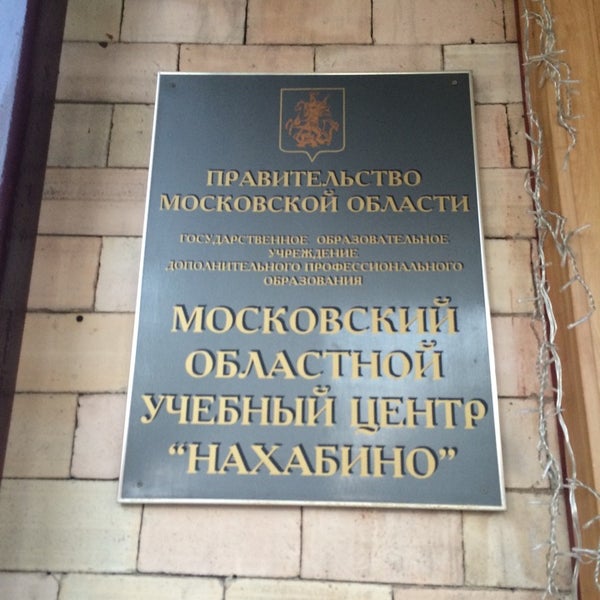 ПРАВИТЕЛЬСТВО
МОСКОВСКОЙ ОБЛАСТИ
ГОСУДАРСТВЕННОЕ ОБРАЗОВАТЕЛЬНОЕ
УЧРЕЖДЕНИЕ
ДОПОЛНИТЕЛЬНОГО ПРОФЕССИОНАЛЬНОГО
ОБРАЗОВАНИЯ
МОСКОВСКИЙ
ОБЛАСТНОЙ
УЧЕБНЫЙ ЦЕНТР
“НАХАБИНО”